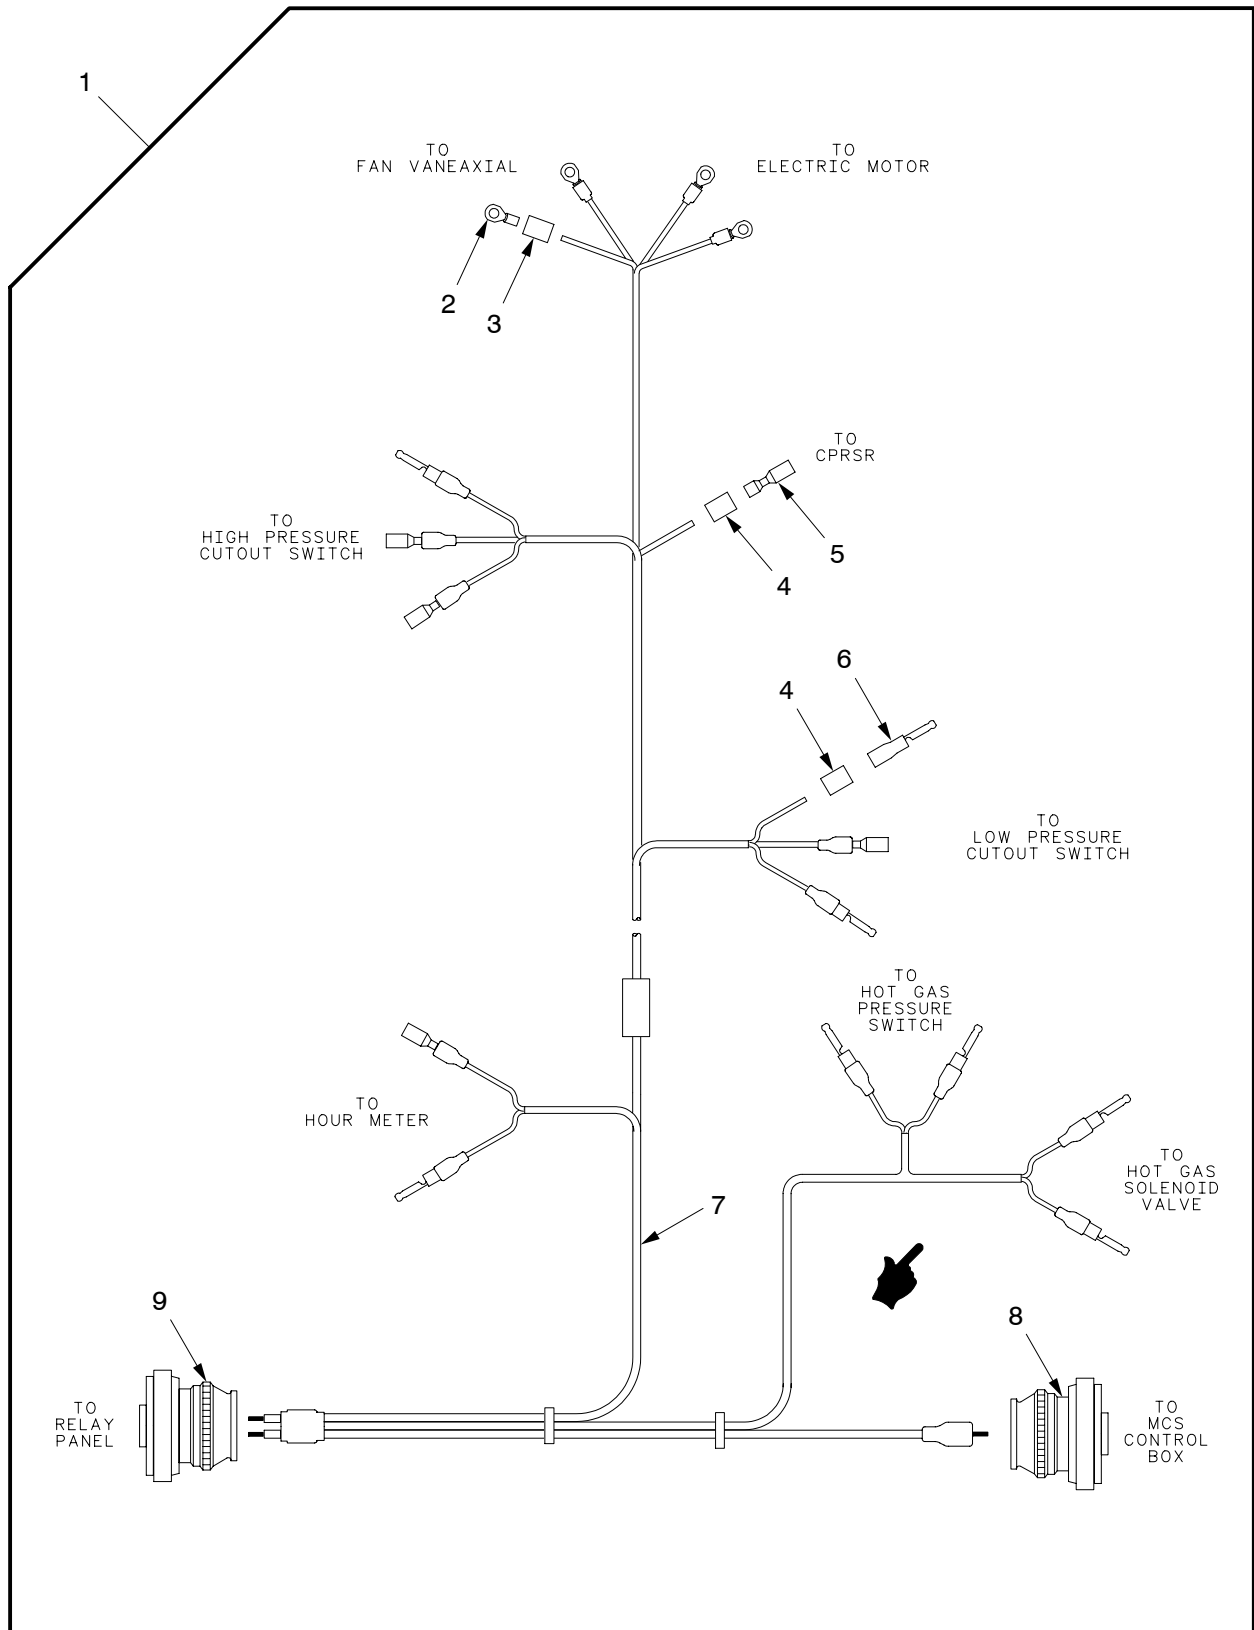 1
TO
FAN VANEAXIAL
TO
ELECTRIC MOTOR
2
3
TO
CPRSR
TO
HIGH PRESSURE
CUTOUT SWITCH
5
4
6
4
TO
LOW PRESSURE
CUTOUT SWITCH
TO
HOT GAS
PRESSURE
SWITCH
TO
HOUR METER
TO
HOT GAS
SOLENOID
VALVE
7
9
8
TO
RELAY
PANEL
TO
MCS
CONTROL
BOX